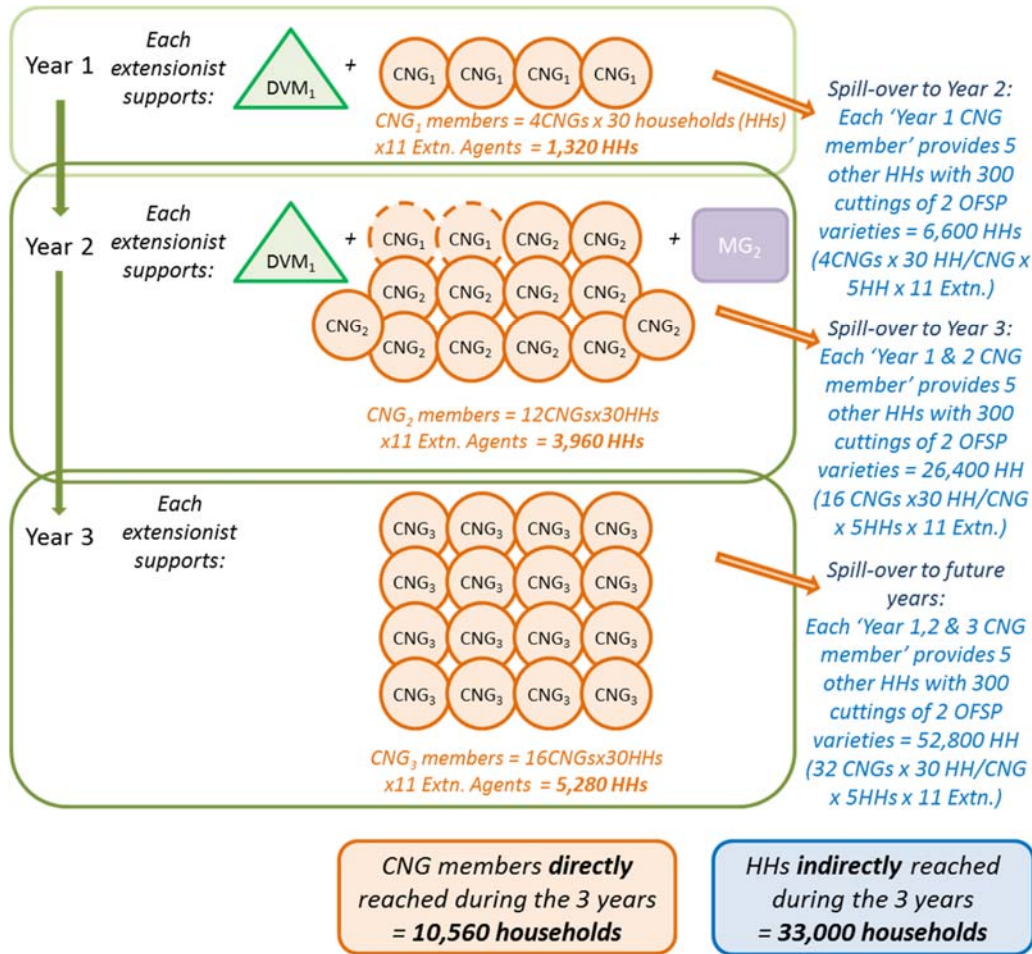 Year 1
Each
extensionist
supports:
DVM₁
+
CNG₁ CNG₁ CNG₁ CNG₁
CNG₁ members = 4CNGs x 30 households (HHs)
x11 Extn. Agents = 1,320 HHs
Spill-over to Year 2:
Each ‘Year 1 CNG
member’ provides 5
other HHs with 300
cuttings of 2 OFSP
varieties = 6,600 HHs
(4CNGs x 30 HH/CNG x
5HH x 11 Extn.)
Year 2
Each
extensionist
supports:
DVM₁
+
CNG₁ CNG₁ CNG₂ CNG₂
CNG₂ CNG₂ CNG₂ CNG₂
CNG₂ CNG₂
CNG₂ CNG₂ CNG₂ CNG₂
+
MG₂
CNG₂ members = 12CNGsx30HHs
x11 Extn. Agents = 3,960 HHs
Spill-over to Year 3:
Each ‘Year 1 & 2 CNG
member’ provides 5
other HHs with 300
cuttings of 2 OFSP
varieties = 26,400 HH
(16 CNGs x30 HH/CNG
x 5HHs x 11 Extn.)
Year 3
Each
extensionist
supports:
CNG₃ CNG₃ CNG₃ CNG₃
CNG₃ CNG₃ CNG₃ CNG₃
CNG₃ CNG₃ CNG₃ CNG₃
CNG₃ CNG₃ CNG₃ CNG₃
CNG₃ members = 16CNGsx30HHs
x11 Extn. Agents = 5,280 HHs
Spill-over to future
years:
Each ‘Year 1,2 & 3 CNG
member’ provides 5
other HHs with 300
cuttings of 2 OFSP
varieties = 52,800 HH
(32 CNGs x 30 HH/CNG
x 5HHs x 11 Extn.)
CNG members directly
reached during the 3 years
= 10,560 households
HHs indirectly reached
during the 3 years
= 33,000 households